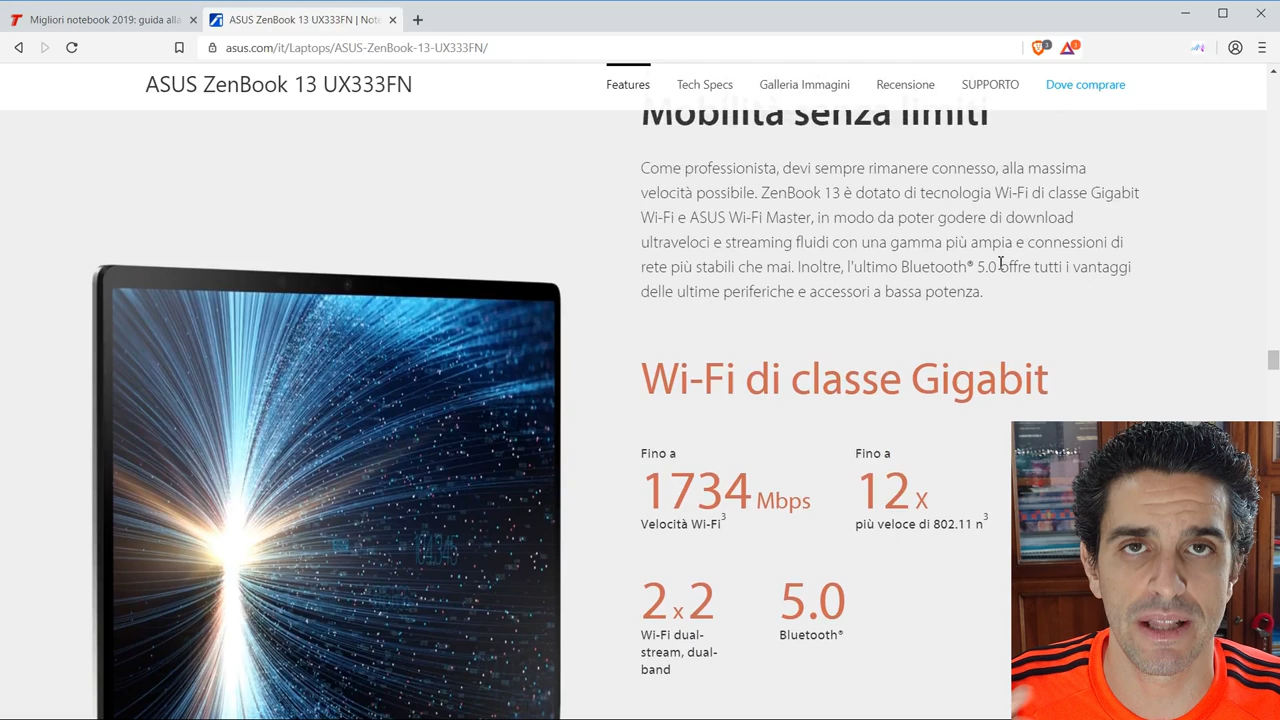 Migliori notebook 2019: guida alla
ASUS ZenBook 13 UX333FN | Note
asus.com/it/Laptops/ASUS-ZenBook-13-UX333FN/
ASUS ZenBook 13 UX333FN
Features
Tech Specs
Galleria Immagini
Recensione
SUPPORTO
Dove comprare
Mobilità senza limiti
Come professionista, devi sempre rimanere connesso, alla massima
velocità possibile. ZenBook 13 è dotato di tecnologia Wi-Fi di classe Gigabit
Wi-Fi e ASUS Wi-Fi Master, in modo da poter godere di download
ultraveloci e streaming fluidi con una gamma più ampia e connessioni di
rete più stabili che mai. Inoltre, l'ultimo Bluetooth® 5.0 offre tutti i vantaggi
delle ultime periferiche e accessori a bassa potenza.
Wi-Fi di classe Gigabit
Fino a
1734 Mbps
Velocità Wi-Fi3
Fino a
12 x
più veloce di 802.11 n3
2 x 2
Wi-Fi dual-
stream, dual-
band
5.0
Bluetooth®